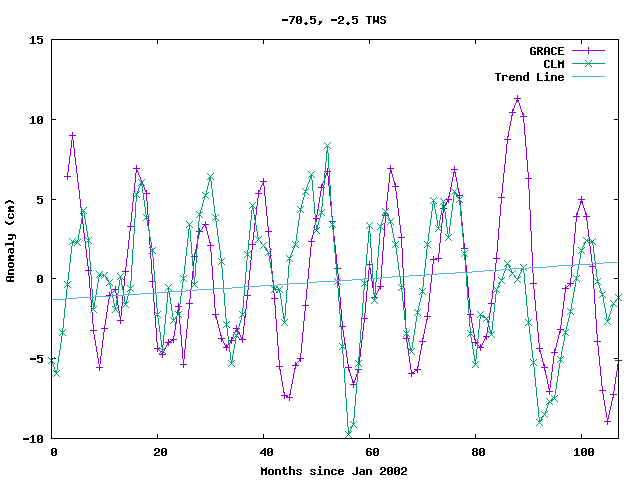 -70.5, -2.5 TWS
15
GRACE
CLM
Trend Line
10
5
Anomaly (cm)
0
-5
-10
0 20 40 60 80 100
Months since Jan 2002